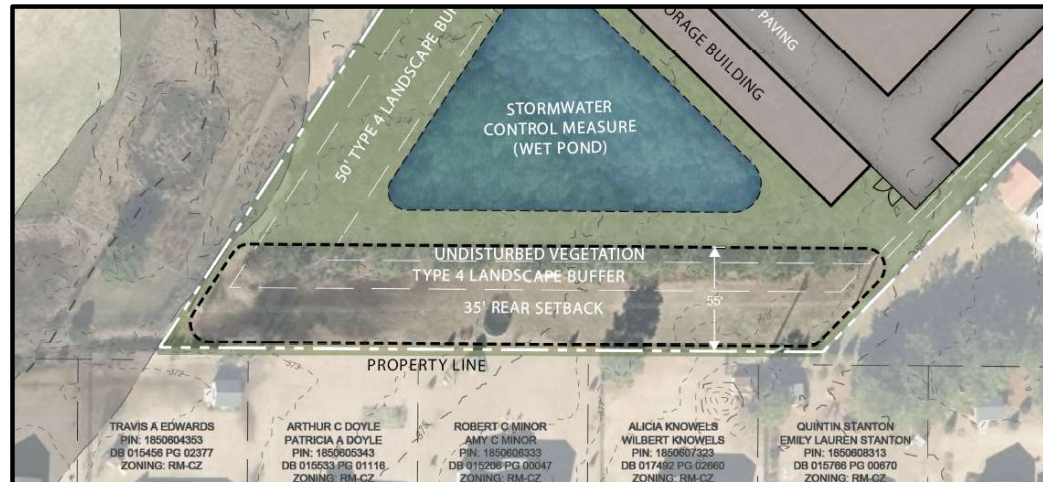 50' TYPE 4 LANDSCAPE BUF
STORMWATER
CONTROL MEASURE
(WET POND)
ORAGE BUILDING
PAVING
UNDISTURBED VEGETATION
TYPE 4 LANDSCAPE BUFFER
55'
35' REAR SETBACK
PROPERTY LINE
TRAVIS A EDWARDS
PIN: 1850604353
DB 015456 PG 02377
ZONING: RM-CZ
ARTHUR C DOYLE
PATRICIA A DOYLE
PIN: 1850605343
DB 015533 PG 01116
ZONING: RM-CZ
ROBERT C MINOR
AMY C MINOR
PIN: 1850606333
DB 015206 PG 00047
ZONING: RM-CZ
ALICIA KNOWELS
WILBERT KNOWELS
PIN: 1850607323
DB 017492 PG 02660
ZONING: RM-CZ
QUINTIN STANTON
EMILY LAUREN STANTON
PIN: 1850608313
DB 015766 PG 00670
ZONING: RM-CZ